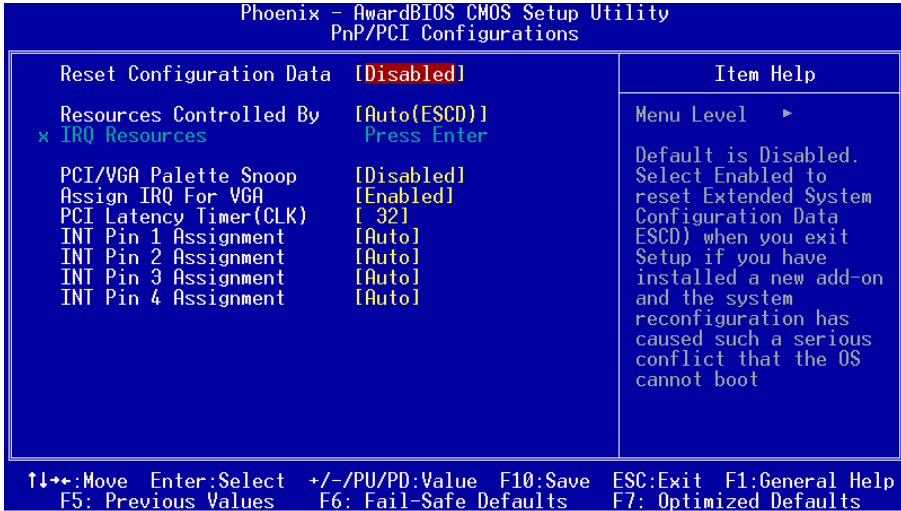 Phoenix - AwardBIOS CMOS Setup Utility
PnP/PCI Configurations
Reset Configuration Data [Disabled]
Resources Controlled By [Auto(ESCD)]
x IRQ Resources Press Enter
PCI/VGA Palette Snoop [Disabled]
Assign IRQ For VGA [Enabled]
PCI Latency Timer(CLK) [ 32]
INT Pin 1 Assignment [Auto]
INT Pin 2 Assignment [Auto]
INT Pin 3 Assignment [Auto]
INT Pin 4 Assignment [Auto]
Item Help
Menu Level ►
Default is Disabled.
Select Enabled to
reset Extended System
Configuration Data
ESCD) when you exit
Setup if you have
installed a new add-on
and the system
reconfiguration has
caused such a serious
conflict that the OS
cannot boot
↑↓→←:Move Enter:Select +/-/PU/PD:Value F10:Save ESC:Exit F1:General Help
F5: Previous Values F6: Fail-Safe Defaults F7: Optimized Defaults